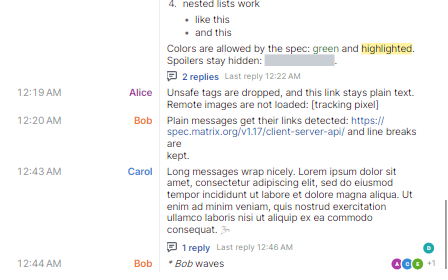 4. nested lists work
• like this
• and this
Colors are allowed by the spec: green and highlighted.
Spoilers stay hidden: .
2 replies Last reply 12:22 AM
12:19 AM Alice Unsafe tags are dropped, and this link stays plain text.
Remote images are not loaded: [tracking pixel]
12:20 AM Bob Plain messages get their links detected: https://
spec.matrix.org/v1.17/client-server-api/ and line breaks
are
kept.
12:43 AM Carol Long messages wrap nicely. Lorem ipsum dolor sit
amet, consectetur adipiscing elit, sed do eiusmod
tempor incididunt ut labore et dolore magna aliqua. Ut
enim ad minim veniam, quis nostrud exercitation
ullamco laboris nisi ut aliquip ex ea commodo
consequat.
1 reply Last reply 12:46 AM
D
12:44 AM Bob * Bob waves
A C E +1